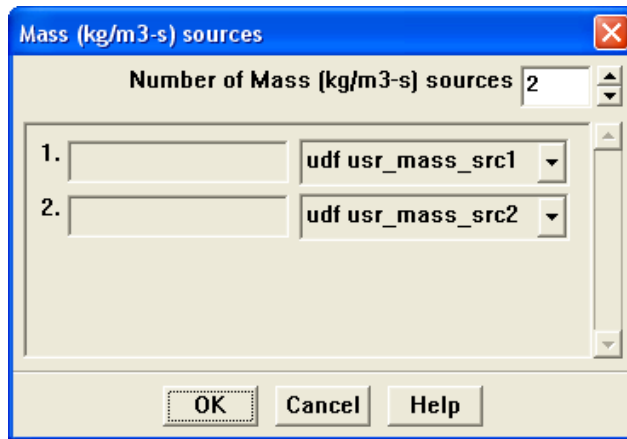 Mass (kg/m3-s) sources
Number of Mass (kg/m3-s) sources 2
1. udf usr_mass_src1
2. udf usr_mass_src2
OK Cancel Help